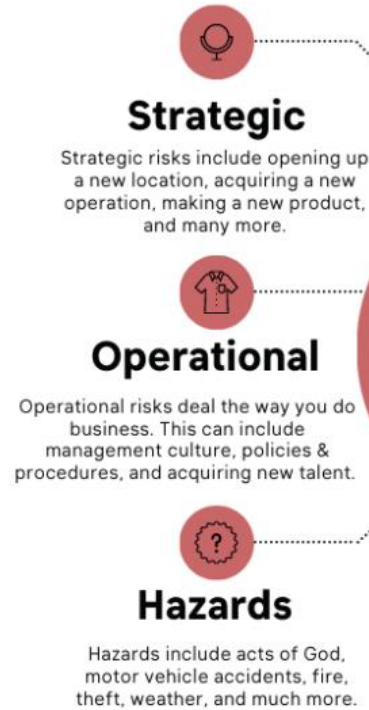 Strategic
Strategic risks include opening up
a new location, acquiring a new
operation, making a new product,
and many more.
Operational
Operational risks deal the way you do
business. This can include
management culture, policies &
procedures, and acquiring new talent.
?
Hazards
Hazards include acts of God,
motor vehicle accidents, fire,
theft, weather, and much more.